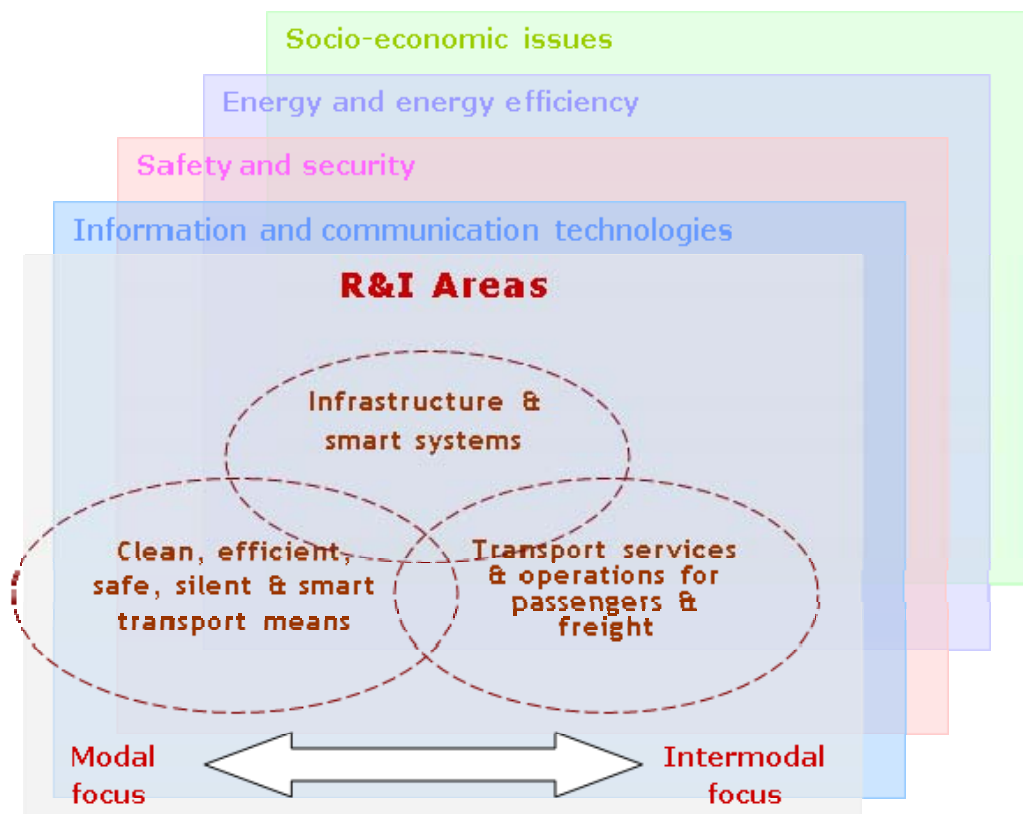 Socio-economic issues
Energy and energy efficiency
Safety and security
Information and communication technologies
R&I Areas
Infrastructure &
smart systems
Clean, efficient,
safe, silent & smart
transport means
Transport services
& operations for
passengers &
freight
Modal
focus
Intermodal
focus